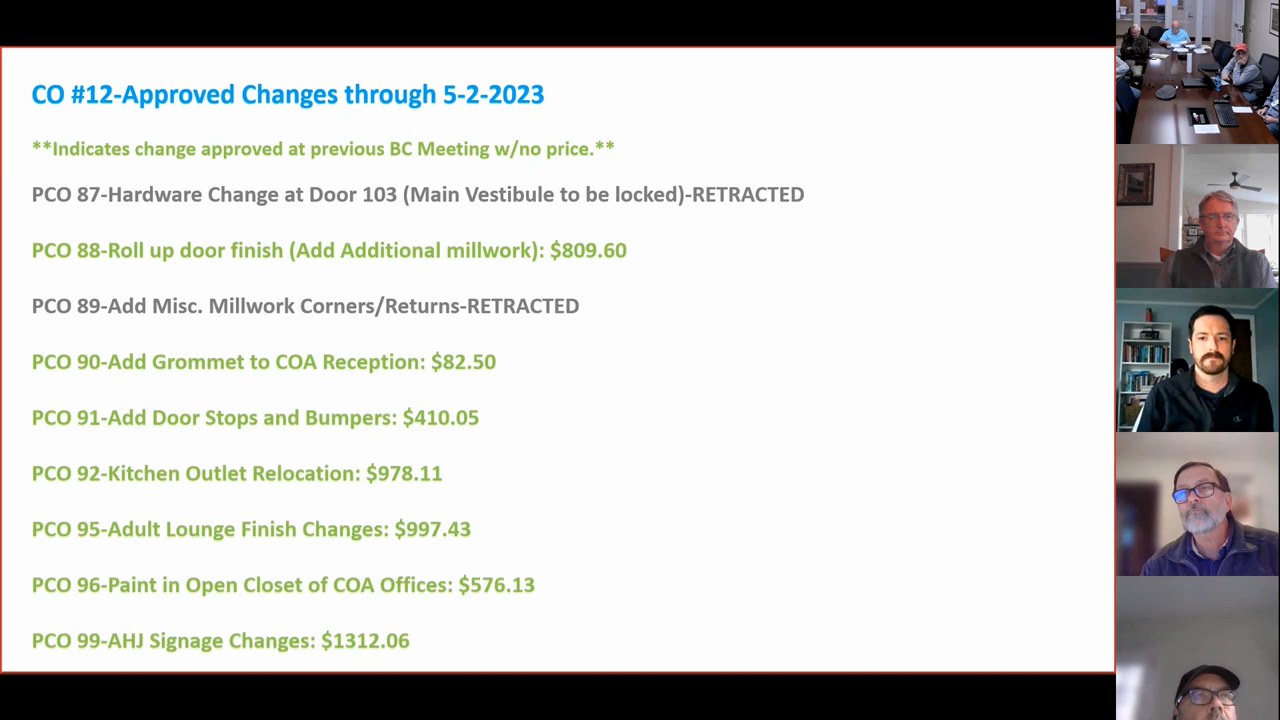 CO #12-Approved Changes through 5-2-2023
**Indicates change approved at previous BC Meeting w/no price.**
PCO 87-Hardware Change at Door 103 (Main Vestibule to be locked)-RETRACTED
PCO 88-Roll up door finish (Add Additional millwork): $809.60
PCO 89-Add Misc. Millwork Corners/Returns-RETRACTED
PCO 90-Add Grommet to COA Reception: $82.50
PCO 91-Add Door Stops and Bumpers: $410.05
PCO 92-Kitchen Outlet Relocation: $978.11
PCO 95-Adult Lounge Finish Changes: $997.43
PCO 96-Paint in Open Closet of COA Offices: $576.13
PCO 99-AHJ Signage Changes: $1312.06